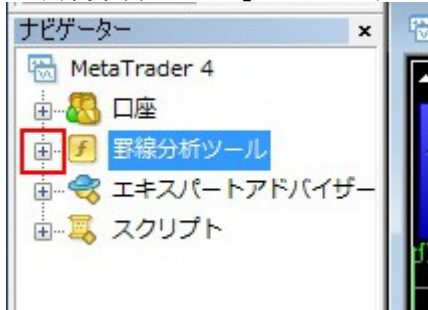 ナビゲーター
MetaTrader 4
口座
罫線分析ツール
エキスパートアドバイザー
スクリプト